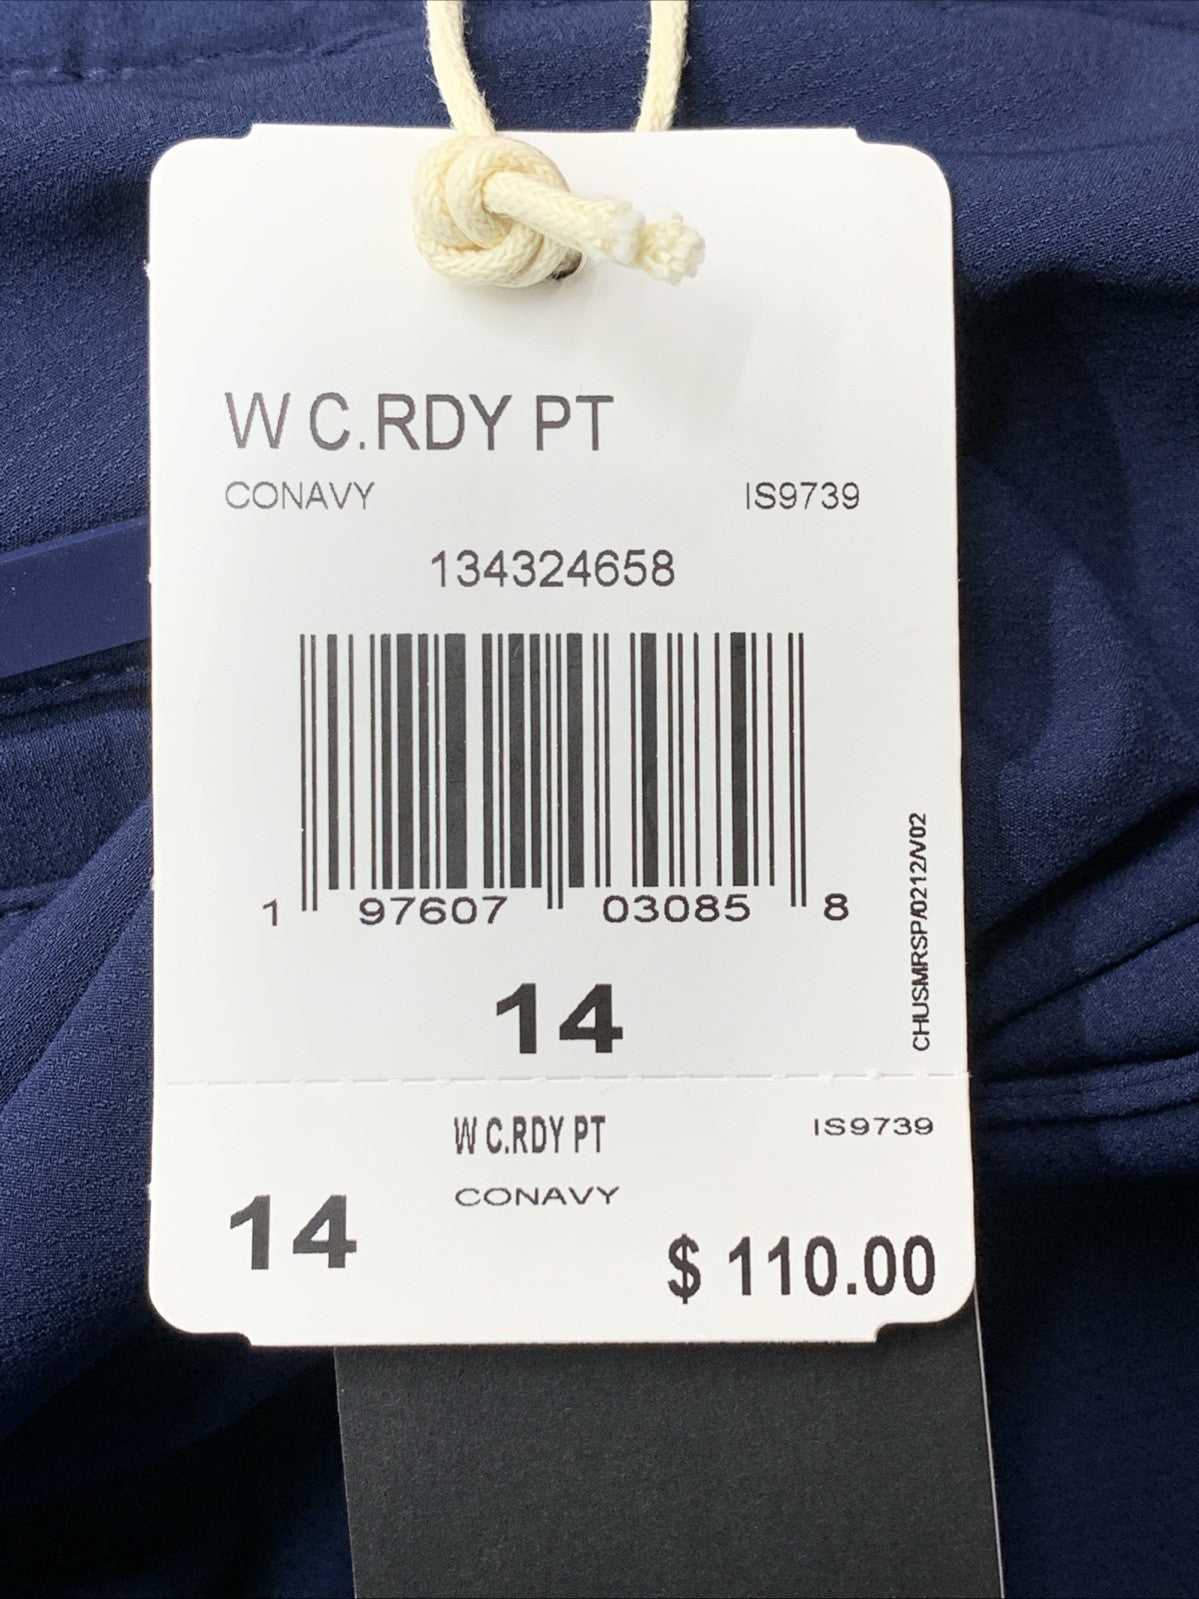 W C.RDY PT
CONAVY IS9739
134324658
1 97607 03085 8
CHUSMRSP/0212/V02
14
W C.RDY PT IS9739
CONAVY
14
$ 110.00